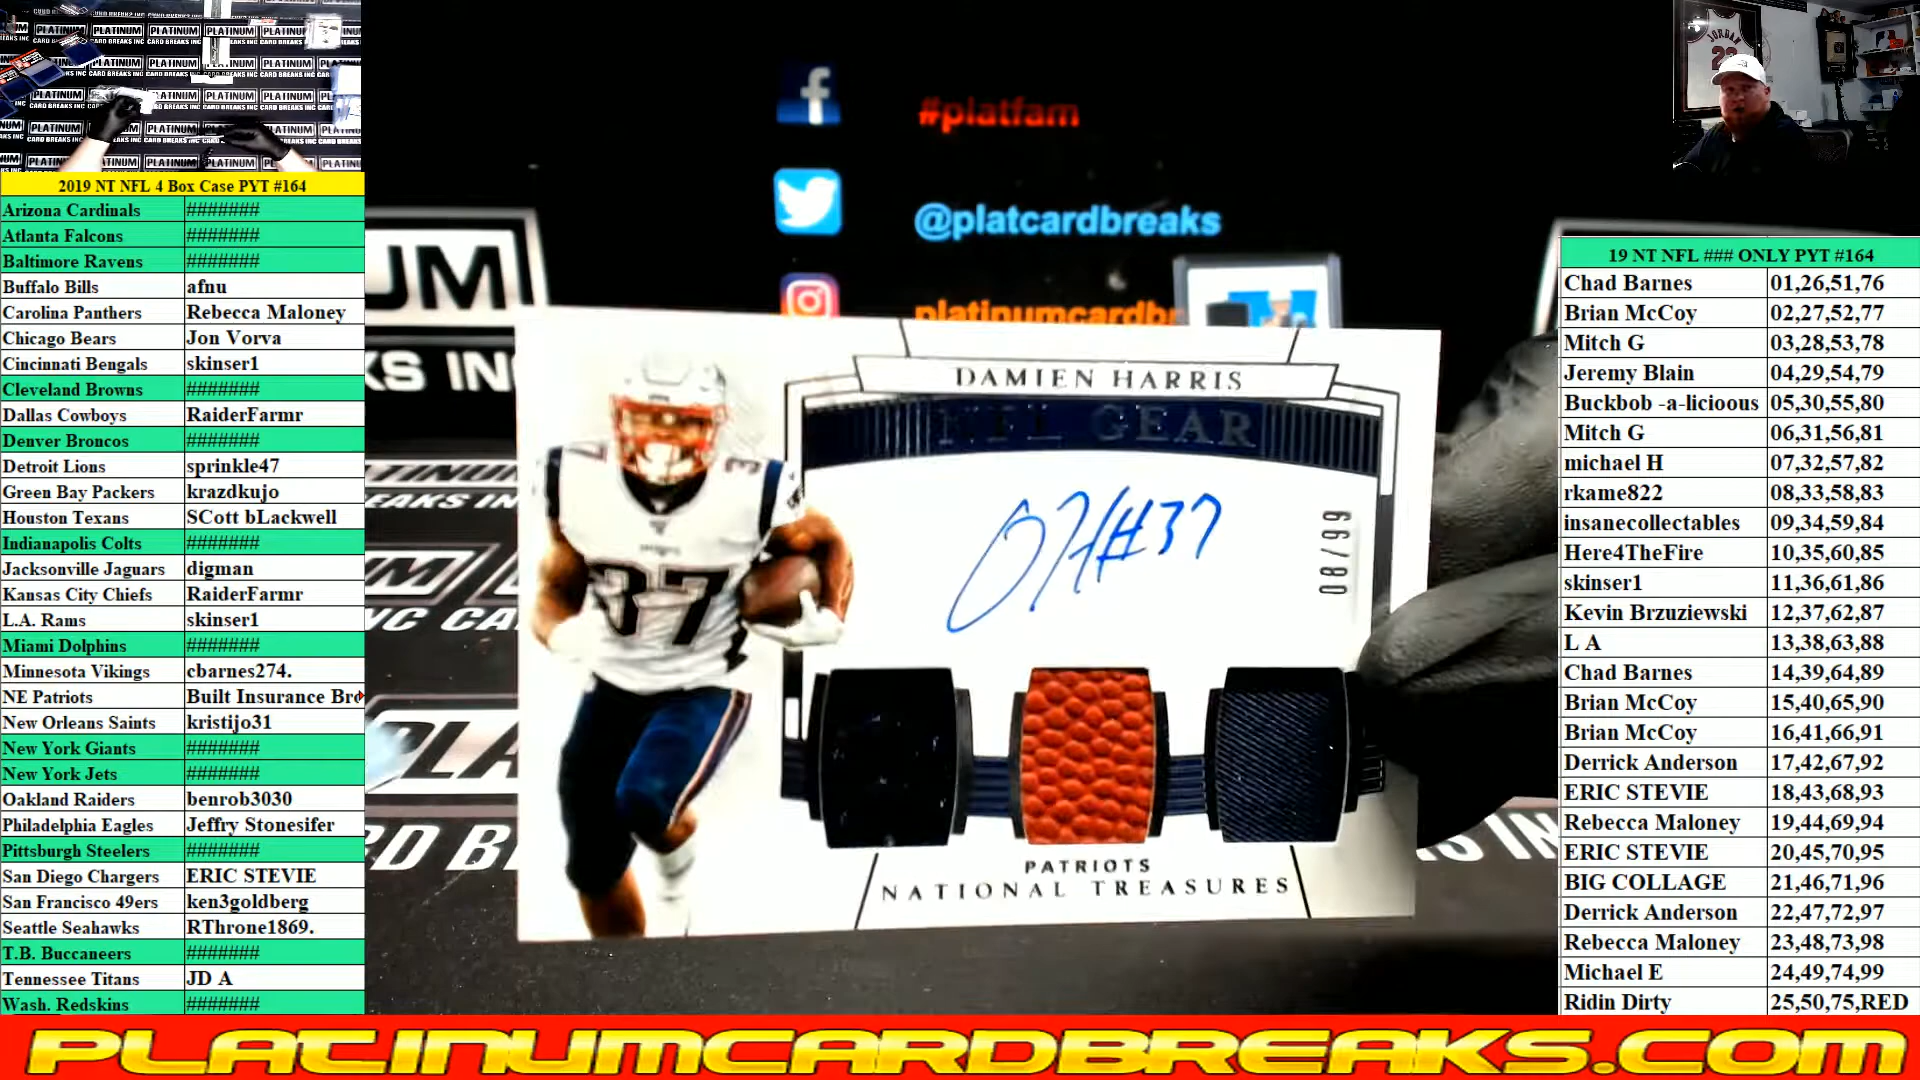 2019 NT NFL 4 Box Case PYT #164
Arizona Cardinals #######
Atlanta Falcons #######
Baltimore Ravens #######
Buffalo Bills afnu
Carolina Panthers Rebecca Maloney
Chicago Bears Jon Vorva
Cincinnati Bengals skinser1
Cleveland Browns #######
Dallas Cowboys RaiderFarmr
Denver Broncos #######
Detroit Lions sprinkle47
Green Bay Packers krazdkujo
Houston Texans SCott bLackwell
Indianapolis Colts #######
Jacksonville Jaguars digman
Kansas City Chiefs RaiderFarmr
L.A. Rams skinser1
Miami Dolphins #######
Minnesota Vikings cbarnes274.
NE Patriots Built Insurance Bro
New Orleans Saints kristijo31
New York Giants #######
New York Jets #######
Oakland Raiders benrob3030
Philadelphia Eagles Jeffry Stonesifer
Pittsburgh Steelers #######
San Diego Chargers ERIC STEVIE
San Francisco 49ers ken3goldberg
Seattle Seahawks RThrone1869.
T.B. Buccaneers #######
Tennessee Titans JD A
Wash. Redskins #######
#platfam
@platcardbreaks
platinumcardbr
DAMIEN HARRIS
NFL GEAR
#37
08/99
37
PATRIOTS
NATIONAL TREASURES
JORDAN
23
19 NT NFL ### ONLY PYT #164
Chad Barnes 01,26,51,76
Brian McCoy 02,27,52,77
Mitch G 03,28,53,78
Jeremy Blain 04,29,54,79
Buckbob -a-licioous 05,30,55,80
Mitch G 06,31,56,81
michael H 07,32,57,82
rkame822 08,33,58,83
insanecollectables 09,34,59,84
Here4TheFire 10,35,60,85
skinser1 11,36,61,86
Kevin Brzuziewski 12,37,62,87
L A 13,38,63,88
Chad Barnes 14,39,64,89
Brian McCoy 15,40,65,90
Brian McCoy 16,41,66,91
Derrick Anderson 17,42,67,92
ERIC STEVIE 18,43,68,93
Rebecca Maloney 19,44,69,94
ERIC STEVIE 20,45,70,95
BIG COLLAGE 21,46,71,96
Derrick Anderson 22,47,72,97
Rebecca Maloney 23,48,73,98
Michael E 24,49,74,99
Ridin Dirty 25,50,75,RED
PLATINUMCARDBREAKS.COM